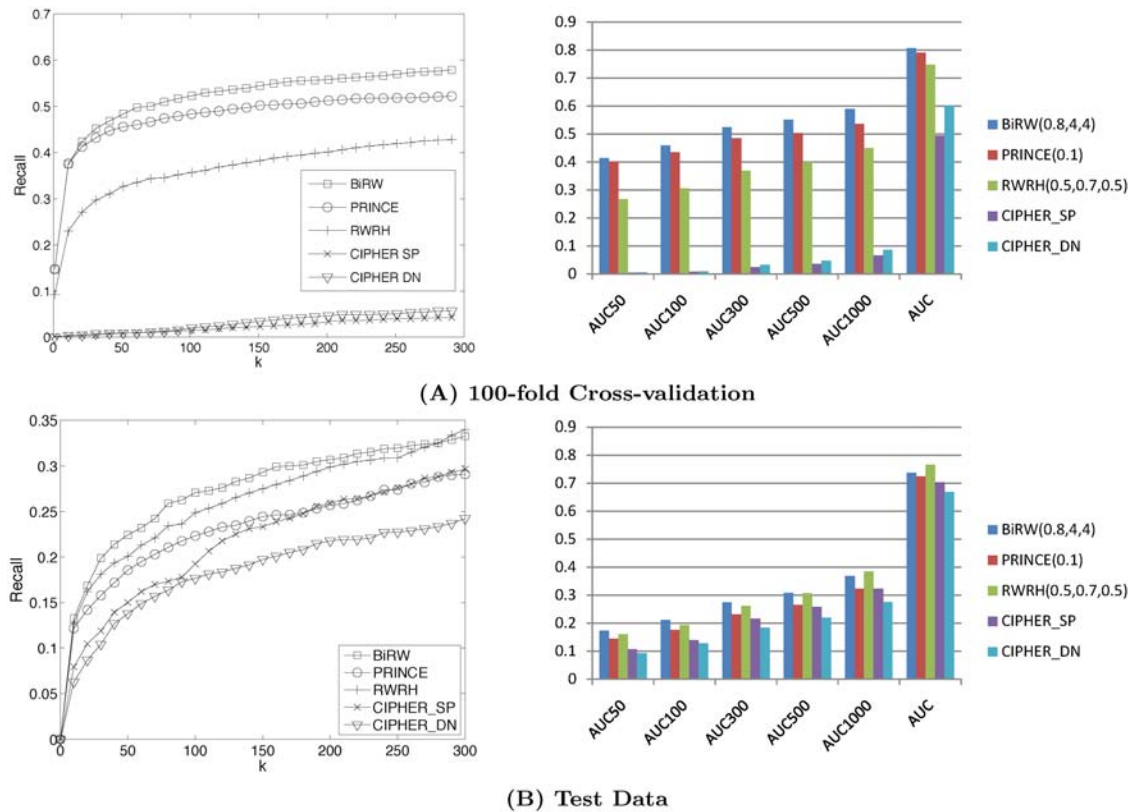 0.7
0.6
0.5
0.4
0.3
0.2
0.1
0
Recall
0 50 100 150 200 250 300
k
BiRW
PRINCE
RWRH
CIPHER SP
CIPHER DN
0.9
0.8
0.7
0.6
0.5
0.4
0.3
0.2
0.1
0
AUC50 AUC100 AUC300 AUC500 AUC1000 AUC
BiRW(0.8,4,4)
PRINCE(0.1)
RWRH(0.5,0.7,0.5)
CIPHER_SP
CIPHER_DN
(A) 100-fold Cross-validation
0.35
0.3
0.25
0.2
0.15
0.1
0.05
0
Recall
0 50 100 150 200 250 300
k
BiRW
PRINCE
RWRH
CIPHER_SP
CIPHER_DN
0.9
0.8
0.7
0.6
0.5
0.4
0.3
0.2
0.1
0
AUC50 AUC100 AUC300 AUC500 AUC1000 AUC
BiRW(0.8,4,4)
PRINCE(0.1)
RWRH(0.5,0.7,0.5)
CIPHER_SP
CIPHER_DN
(B) Test Data